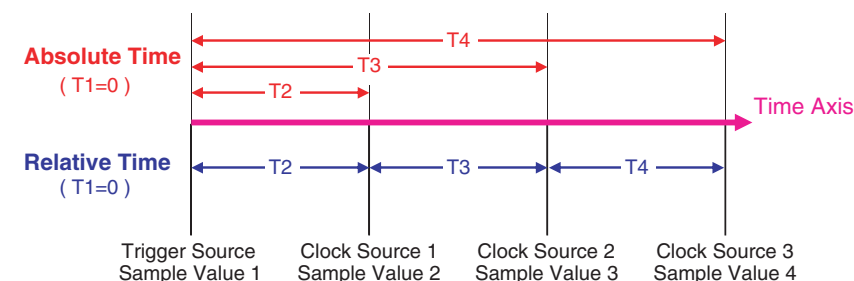 T4
Absolute Time
T3
( T1=0 )
T2
Time Axis
Relative Time
T2
T3
T4
( T1=0 )
Trigger Source
Sample Value 1
Clock Source 1
Sample Value 2
Clock Source 2
Sample Value 3
Clock Source 3
Sample Value 4